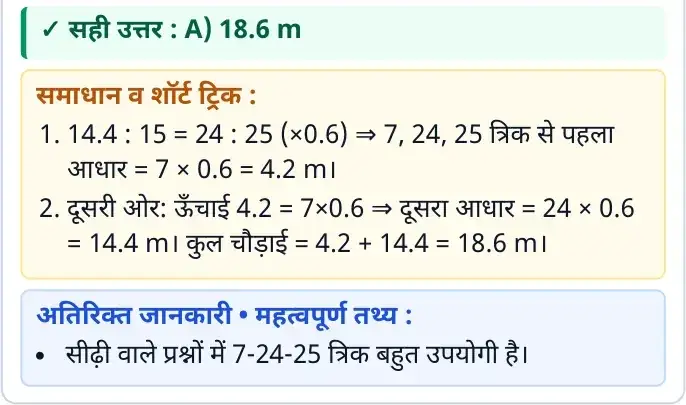 ✓ सही उत्तर : A) 18.6 m
समाधान व शॉर्ट ट्रिक :
1. 14.4 : 15 = 24 : 25 (×0.6) ⇒ 7, 24, 25 त्रिक से पहला
आधार = 7 × 0.6 = 4.2 m।
2. दूसरी ओर: ऊँचाई 4.2 = 7×0.6 ⇒ दूसरा आधार = 24 × 0.6
= 14.4 m। कुल चौड़ाई = 4.2 + 14.4 = 18.6 m।
अतिरिक्त जानकारी • महत्वपूर्ण तथ्य :
• सीढ़ी वाले प्रश्नों में 7-24-25 त्रिक बहुत उपयोगी है।